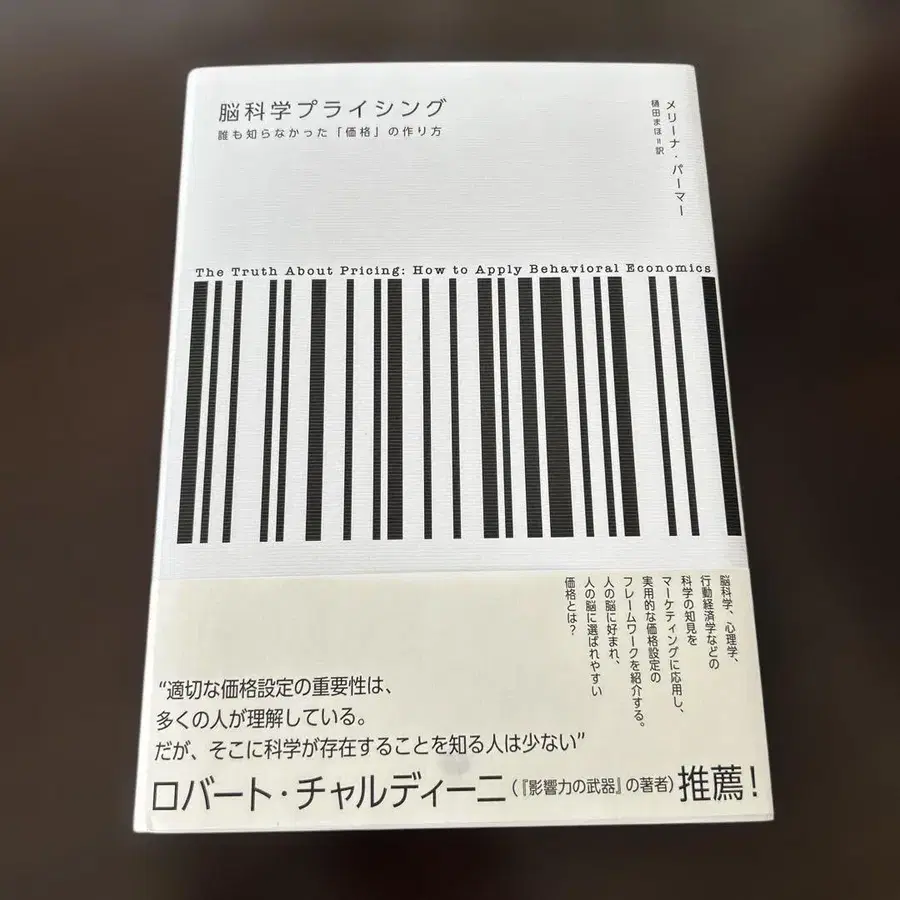 脳科学プライシング
誰も知らなかった「価格」の作り方
メリーナ・パーマー
樋田まほ=訳
The Truth About Pricing: How to Apply Behavioral Economics
脳科学、心理学、
行動経済学などの
科学の知見を
マーケティングに応用し、
実用的な価格設定の
フレームワークを紹介する。
人の脳に好まれ、
人の脳に選ばれやすい
価格とは?
“適切な価格設定の重要性は、
多くの人が理解している。
だが、そこに科学が存在することを知る人は少ない”
ロバート・チャルディーニ(『影響力の武器』の著者)推薦!